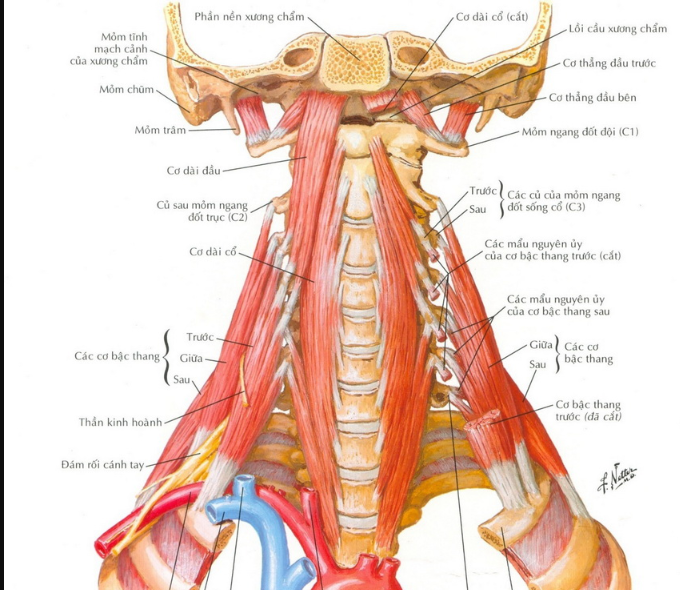 Phần nền xương chẩm
Mỏm tĩnh
mạch cảnh
của xương chẩm
Mỏm chũm
Mỏm trâm
Cơ dài đầu
Củ sau mỏm ngang
đốt trục (C2)
Cơ dài cổ
Các cơ bậc thang
Trước
Giữa
Sau
Thần kinh hoành
Đám rối cánh tay
Cơ dài cổ (cắt)
Lồi cầu xương chẩm
Cơ thẳng đầu trước
Cơ thẳng đầu bên
Mỏm ngang đốt đội (C1)
Trước
Sau
Các củ của mỏm ngang
đốt sống cổ (C3)
Các mẩu nguyên ủy
của cơ bậc thang trước (cắt)
Các mẩu nguyên ủy
của cơ bậc thang sau
Giữa
Sau
Các cơ
bậc thang
Cơ bậc thang
trước (đã cắt)
F. Netter
M.D.